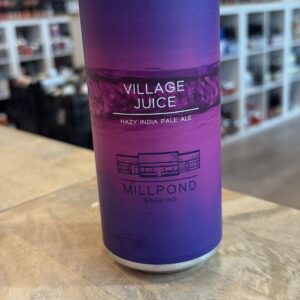 VILLAGE
JUICE
HAZY INDIA PALE ALE
MILLPOND
BREWING